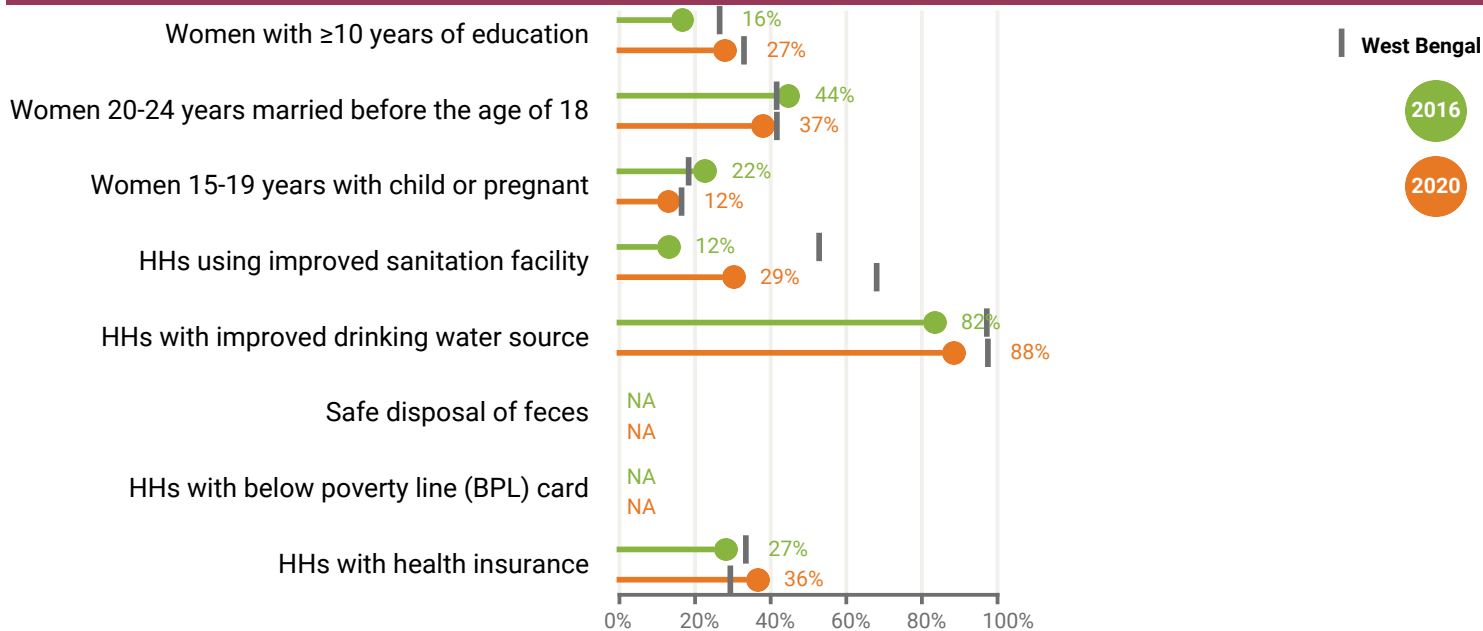 Women with ≥10 years of education
16%
27%
Women 20-24 years married before the age of 18
44%
37%
Women 15-19 years with child or pregnant
22%
12%
HHs using improved sanitation facility
12%
29%
HHs with improved drinking water source
82%
88%
Safe disposal of feces
NA
NA
HHs with below poverty line (BPL) card
NA
NA
HHs with health insurance
27%
36%
0% 20% 40% 60% 80% 100%
West Bengal
2016
2020